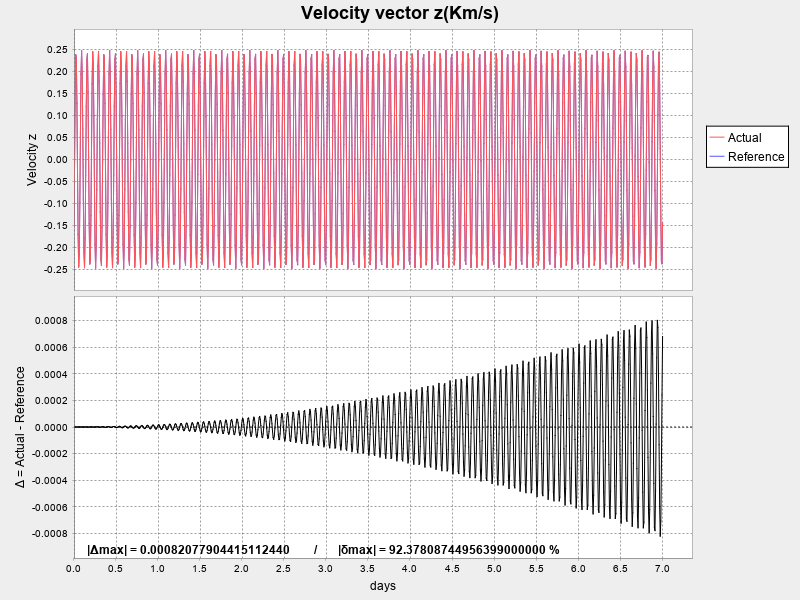 Velocity vector z(Km/s)
Velocity z
0.25
0.20
0.15
0.10
0.05
0.00
-0.05
-0.10
-0.15
-0.20
-0.25
Actual
Reference
Δ = Actual - Reference
0.0008
0.0006
0.0004
0.0002
0.0000
-0.0002
-0.0004
-0.0006
-0.0008
|Δmax| = 0.00082077904415112440 / |δmax| = 92.37808744956399000000 %
0.0 0.5 1.0 1.5 2.0 2.5 3.0 3.5 4.0 4.5 5.0 5.5 6.0 6.5 7.0
days